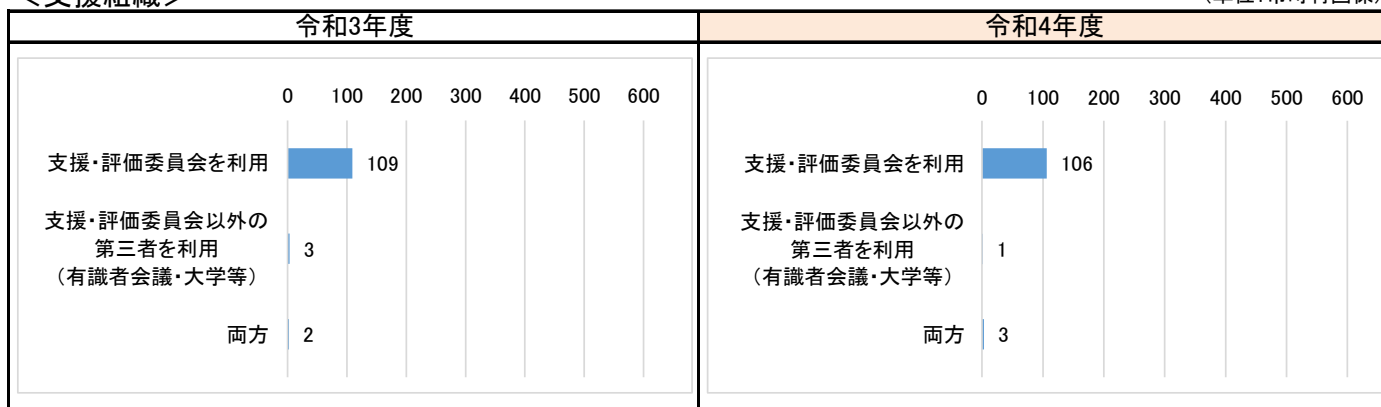 ＜支援組織＞
令和3年度
令和4年度
0 100 200 300 400 500 600
支援・評価委員会を利用 109
支援・評価委員会以外の
第三者を利用
（有識者会議・大学等） 3
両方 2
0 100 200 300 400 500 600
支援・評価委員会を利用 106
支援・評価委員会以外の
第三者を利用
（有識者会議・大学等） 1
両方 3